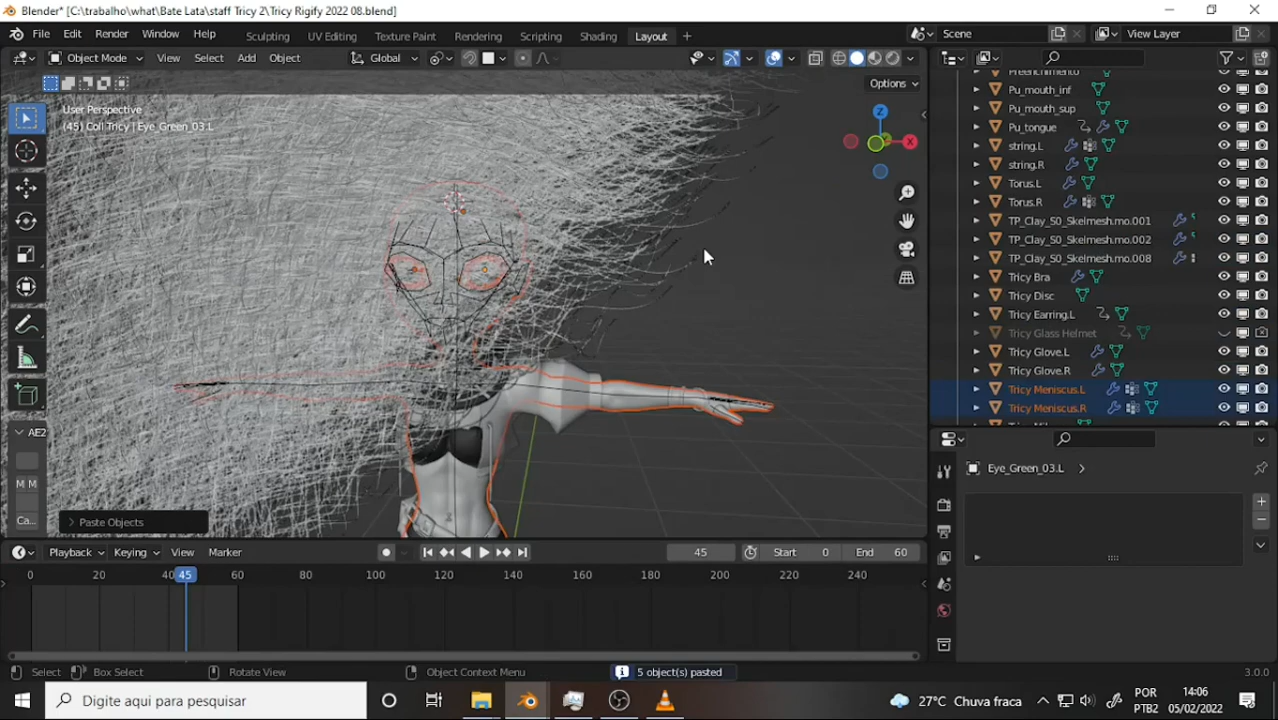 Blender* [C:\trabalho\what\Bate Lata\staff Tricy 2\Tricy Rigify 2022 08.blend]
File Edit Render Window Help Sculpting UV Editing Texture Paint Rendering Scripting Shading Layout + Scene View Layer
Object Mode View Select Add Object Global
Options
User Perspective
(45) Coll Tricy | Eye_Green_03.L
Z
X
Preenchimento
Pu_mouth_inf
Pu_mouth_sup
Pu_tongue
string.L
string.R
Torus.L
Torus.R
TP_Clay_S0_Skelmesh.mo.001
TP_Clay_S0_Skelmesh.mo.002
TP_Clay_S0_Skelmesh.mo.008
Tricy Bra
Tricy Disc
Tricy Earring.L
Tricy Glass Helmet
Tricy Glove.L
Tricy Glove.R
Tricy Meniscus.L
Tricy Meniscus.R
AE2
M M
Ca...
Paste Objects
Eye_Green_03.L
Playback Keying View Marker 45 Start 0 End 60
0 20 40 45 60 80 100 120 140 160 180 200 220 240
Select Box Select Rotate View Object Context Menu 5 object(s) pasted 3.0.0
Digite aqui para pesquisar 27°C Chuva fraca POR PTB2 14:06 05/02/2022